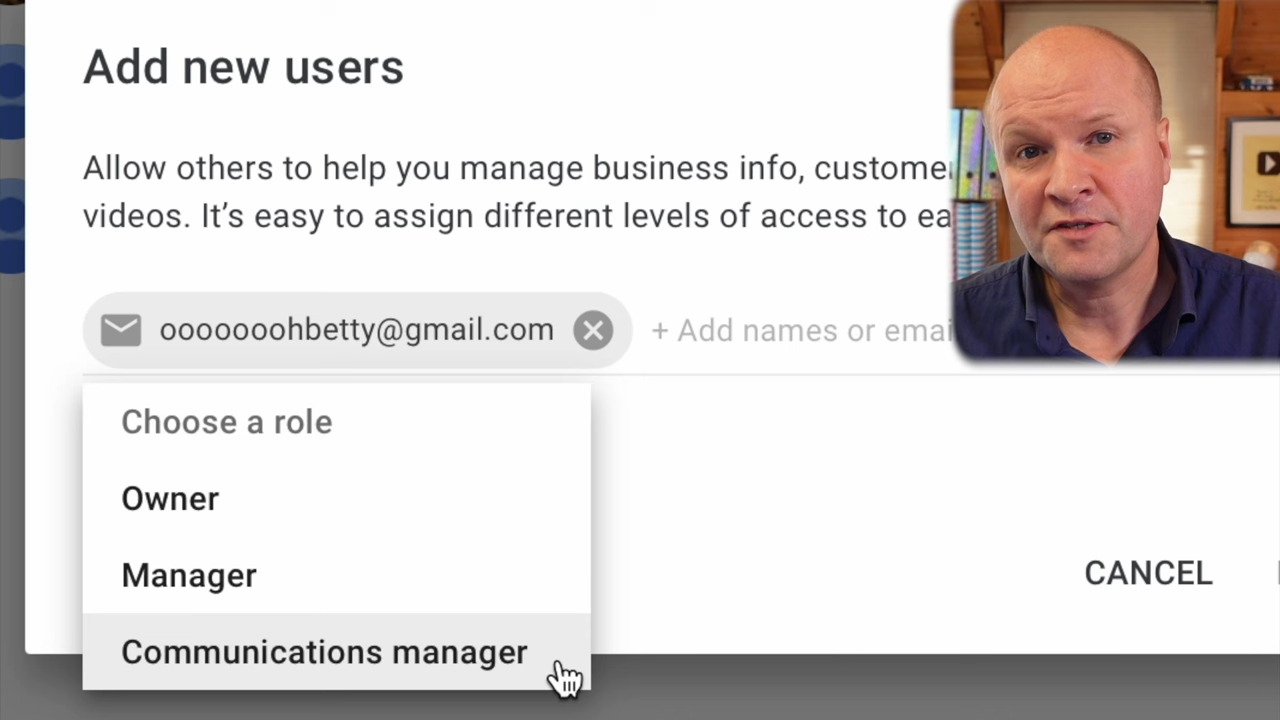 Add new users
Allow others to help you manage business info, custome
videos. It’s easy to assign different levels of access to ea
ooooooohbetty@gmail.com + Add names or emai
Choose a role
Owner
Manager
CANCEL
Communications manager